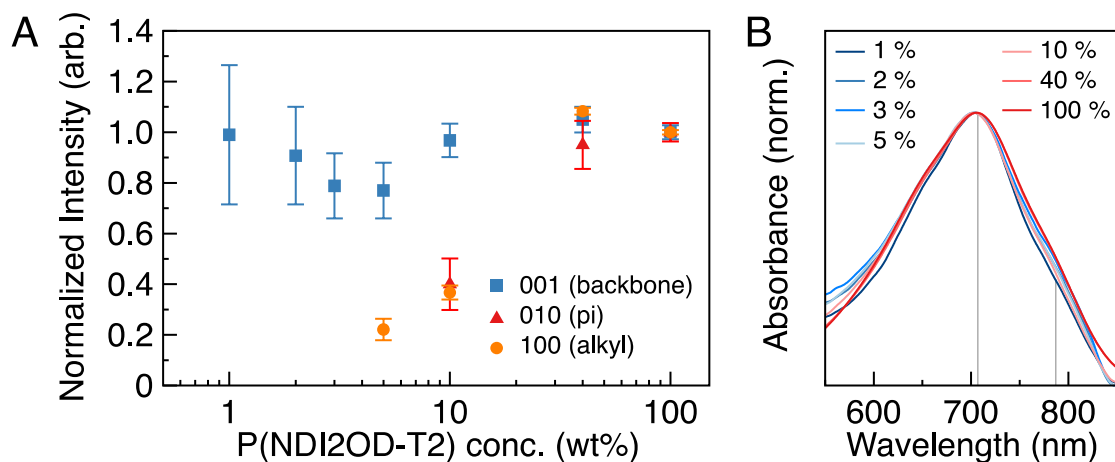 A
Normalized Intensity (arb.)
1.4
1.2
1.0
0.8
0.6
0.4
0.2
0
1
10
100
P(NDI2OD-T2) conc. (wt%)
001 (backbone)
010 (pi)
100 (alkyl)
B
Absorbance (norm.)
1 %
2 %
3 %
5 %
10 %
40 %
100 %
600
700
800
Wavelength (nm)